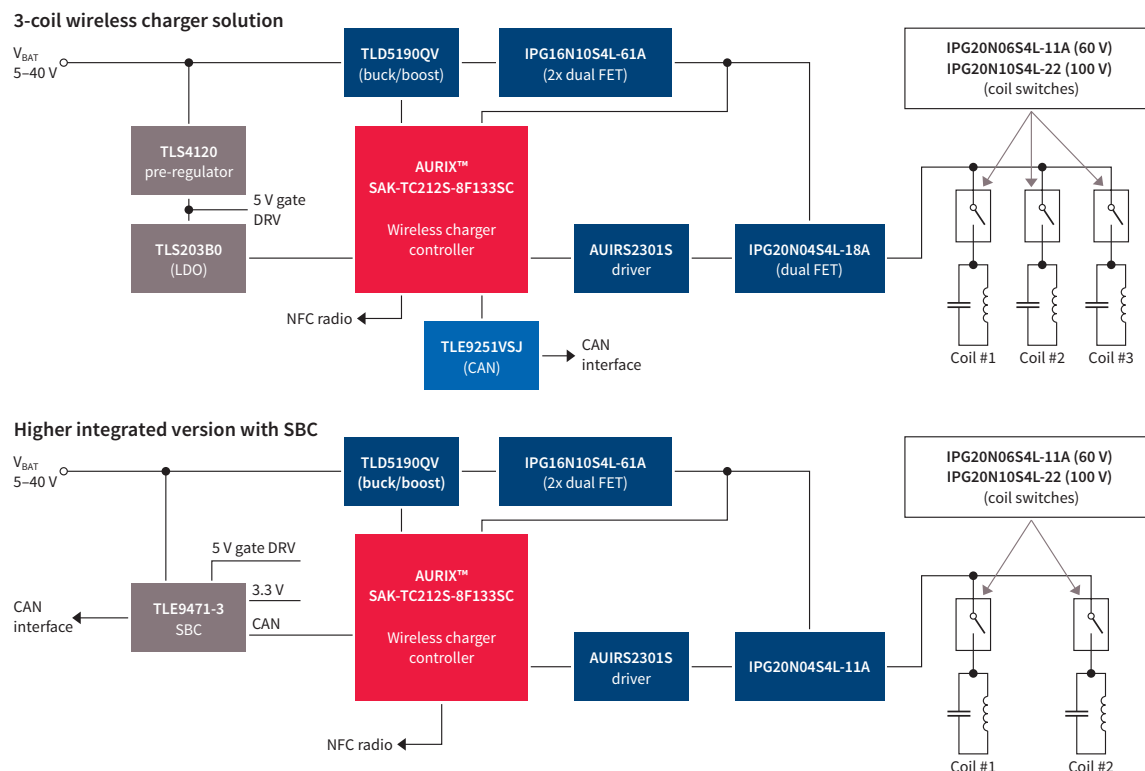 3-coil wireless charger solution
VBAT
5–40 V
TLD5190QV
(buck/boost)
IPG16N10S4L-61A
(2x dual FET)
IPG20N06S4L-11A (60 V)
IPG20N10S4L-22 (100 V)
(coil switches)
TLS4120
pre-regulator
5 V gate
DRV
TLS203B0
(LDO)
AURIX™
SAK-TC212S-8F133SC
Wireless charger
controller
AUIRS2301S
driver
IPG20N04S4L-18A
(dual FET)
NFC radio
TLE9251VSJ
(CAN)
CAN
interface
Coil #1
Coil #2
Coil #3
Higher integrated version with SBC
VBAT
5–40 V
TLD5190QV
(buck/boost)
IPG16N10S4L-61A
(2x dual FET)
IPG20N06S4L-11A (60 V)
IPG20N10S4L-22 (100 V)
(coil switches)
5 V gate DRV
3.3 V
CAN
CAN
interface
TLE9471-3
SBC
AURIX™
SAK-TC212S-8F133SC
Wireless charger
controller
AUIRS2301S
driver
IPG20N04S4L-11A
NFC radio
Coil #1
Coil #2